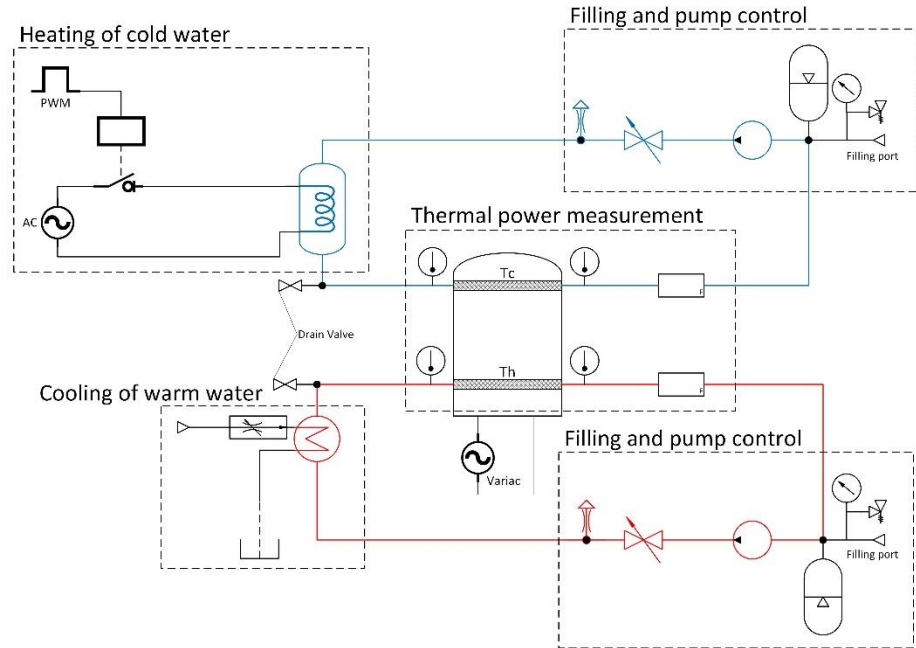 Heating of cold water
PWM
AC
Filling and pump control
Filling port
Thermal power measurement
Tc
F
Drain Valve
Th
F
Cooling of warm water
Variac
Filling and pump control
Filling port